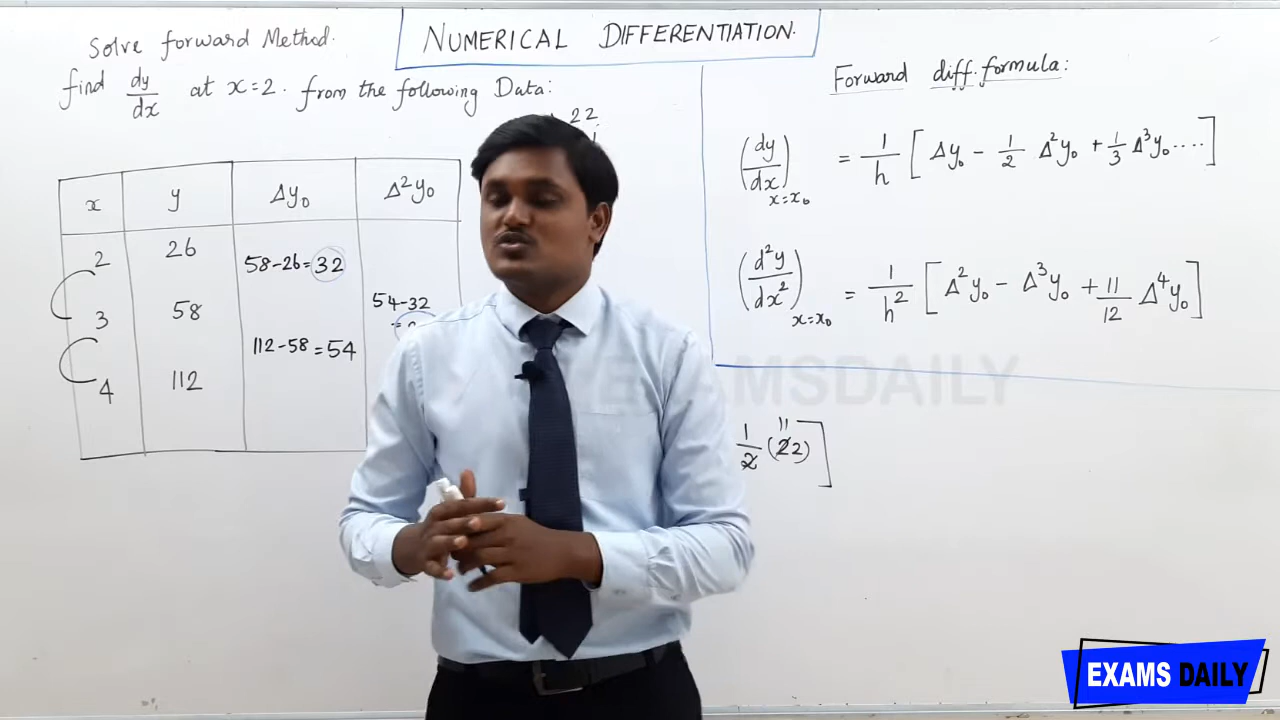 NUMERICAL DIFFERENTIATION.
Solve forward Method.
find dy/dx at x=2. from the following Data:
22
x y Δy₀ Δ²y₀
2 26
58-26=32
54-32
3 58
112-58=54
4 112
Forward diff.formula:
(dy/dx)ₓ₌ₓ₀ = 1/h [Δy₀ - 1/2 Δ²y₀ + 1/3 Δ³y₀....]
(d²y/dx²)ₓ₌ₓ₀ = 1/h² [Δ²y₀ - Δ³y₀ + 11/12 Δ⁴y₀]
11
1/2 (22)]
EXAMSDAILY
EXAMS DAILY